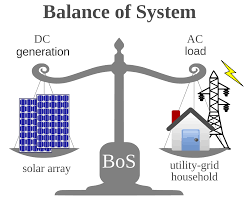 Balance of System
DC
generation
AC
load
BoS
solar array
utility-grid
household